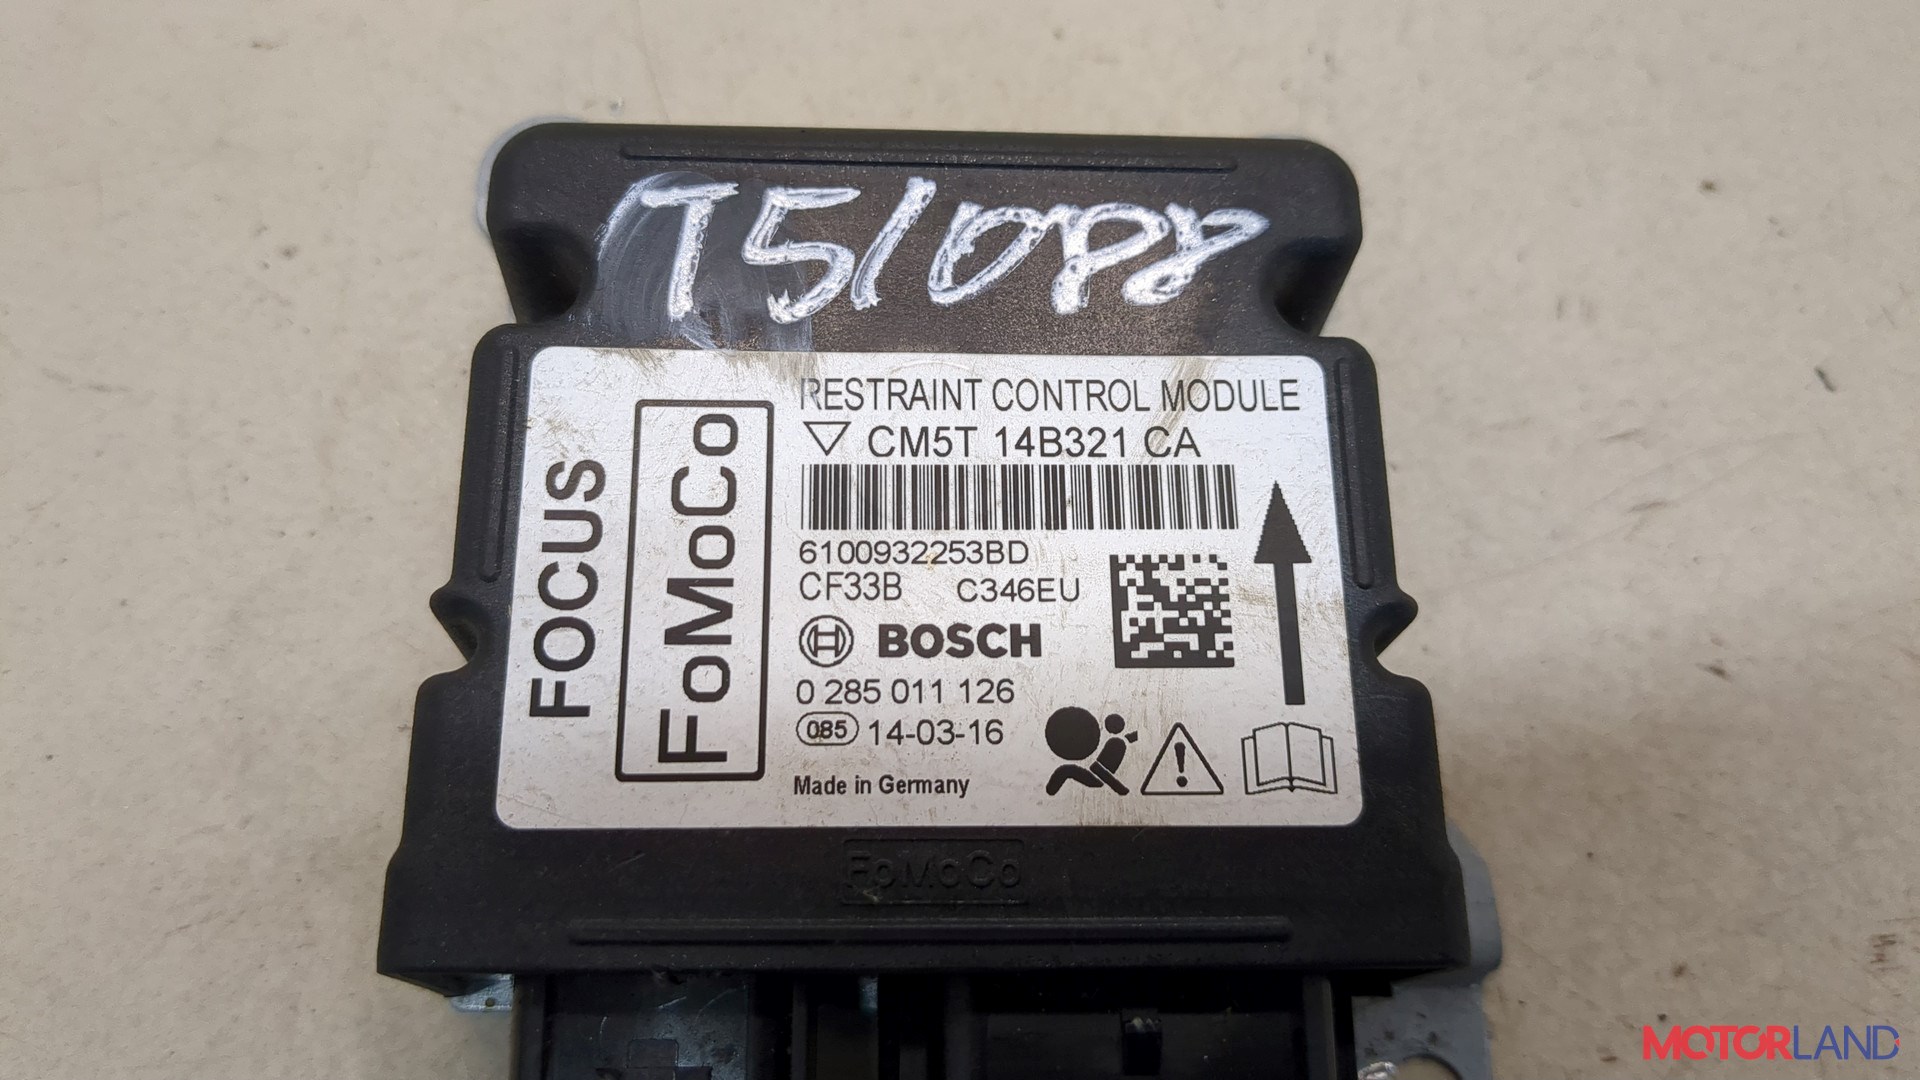 T51088
RESTRAINT CONTROL MODULE
CM5T 14B321 CA
6100932253BD
CF33B C346EU
BOSCH
0 285 011 126
085 14-03-16
Made in Germany
FOCUS
FoMoCo
FoMoCo
MOTORLAND